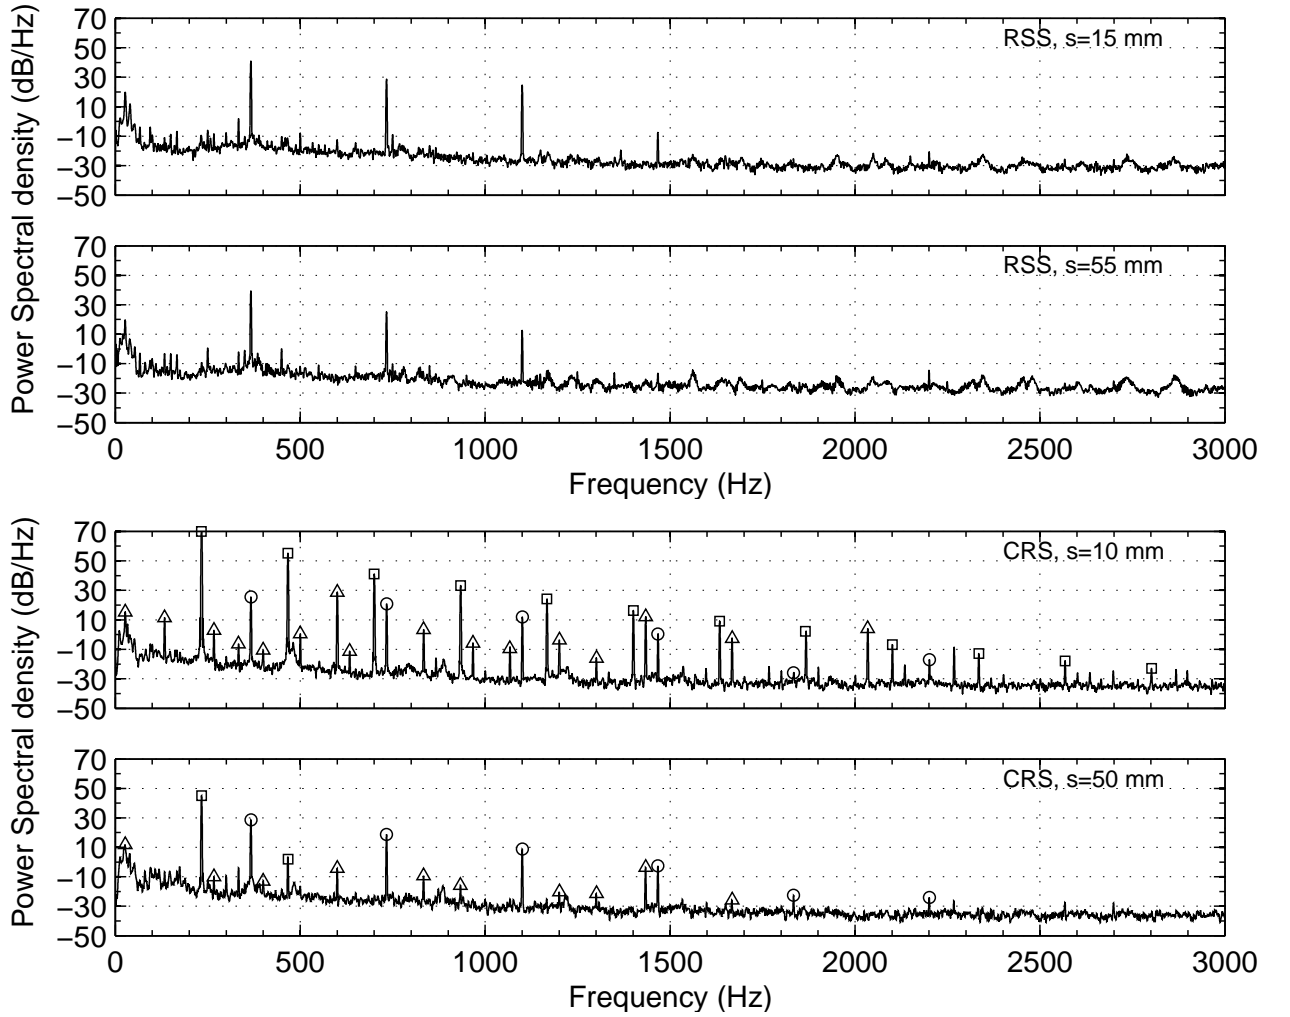 Power Spectral density (dB/Hz)
70
50
30
10
−10
−30
−50
RSS, s=15 mm
70
50
30
10
−10
−30
−50
RSS, s=55 mm
0 500 1000 1500 2000 2500 3000
Frequency (Hz)
Power Spectral density (dB/Hz)
70
50
30
10
−10
−30
−50
CRS, s=10 mm
70
50
30
10
−10
−30
−50
CRS, s=50 mm
0 500 1000 1500 2000 2500 3000
Frequency (Hz)